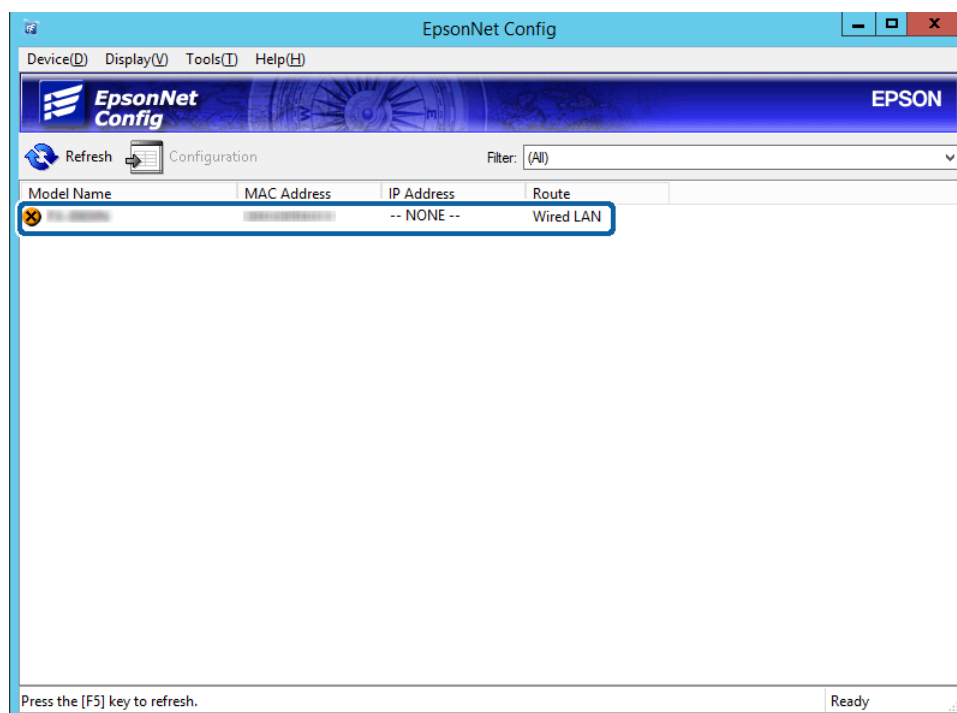 EpsonNet Config
Device(D) Display(V) Tools(T) Help(H)
EpsonNet
Config
EPSON
Refresh Configuration Filter: (All)
Model Name MAC Address IP Address Route
-- NONE -- Wired LAN
Press the [F5] key to refresh. Ready